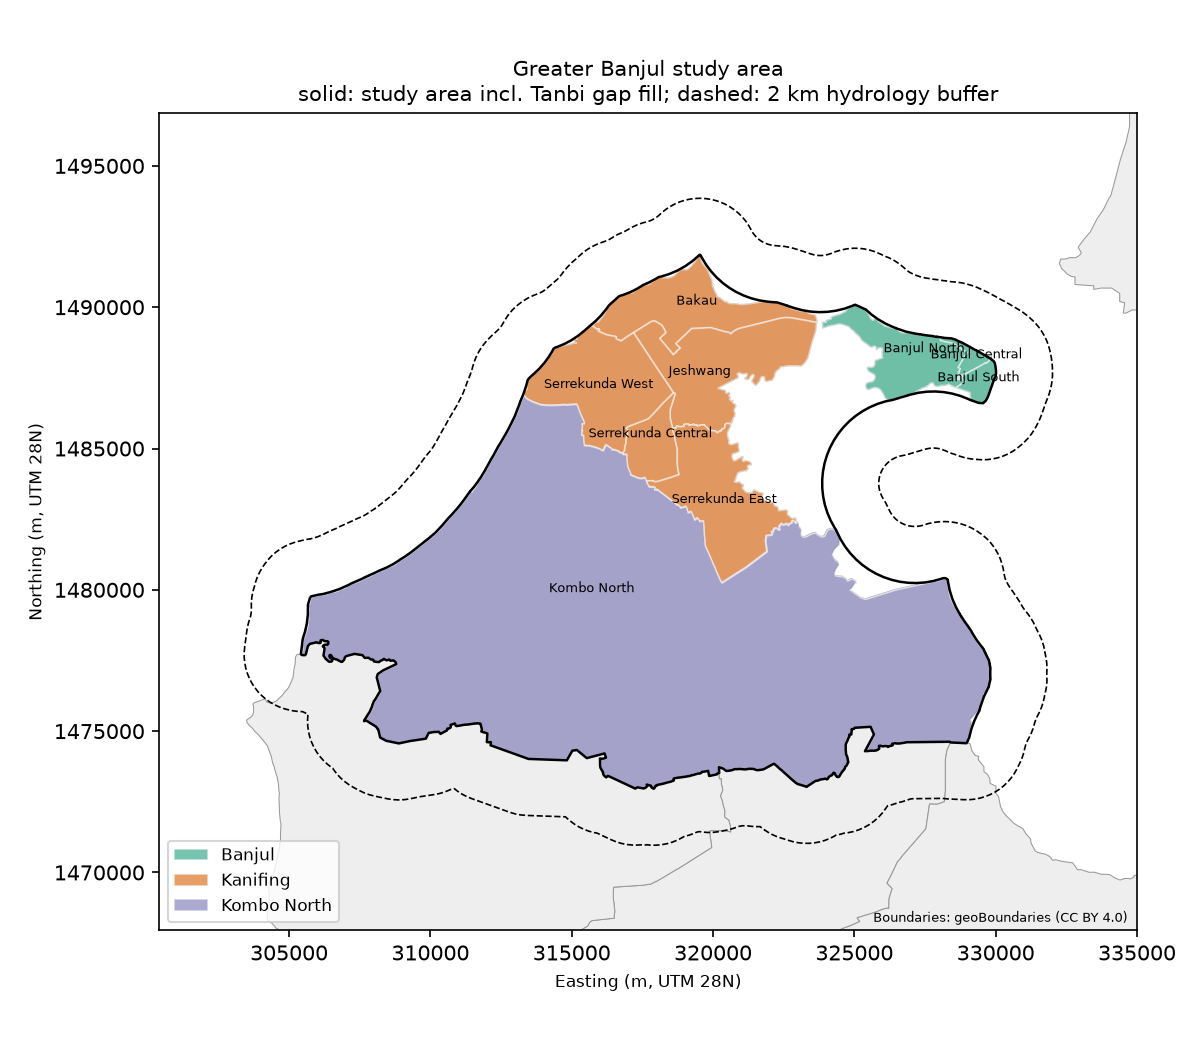 Greater Banjul study area
solid: study area incl. Tanbi gap fill; dashed: 2 km hydrology buffer
Northing (m, UTM 28N)
1495000
1490000
1485000
1480000
1475000
1470000
Bakau
Banjul North
Banjul Central
Jeshwang
Banjul South
Serrekunda West
Serrekunda Central
Serrekunda East
Kombo North
Banjul
Kanifing
Kombo North
Boundaries: geoBoundaries (CC BY 4.0)
305000 310000 315000 320000 325000 330000 335000
Easting (m, UTM 28N)